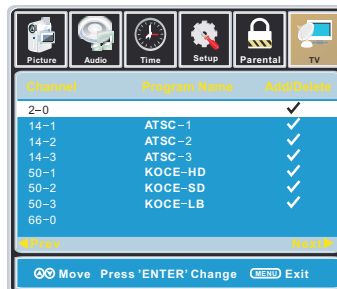 Picture Audio Time Setup Parental TV
Channel Program Name Add/Delete
2-0
14-1 ATSC-1
14-2 ATSC-2
14-3 ATSC-3
50-1 KOCE-HD
50-2 KOCE-SD
50-3 KOCE-LB
66-0
Prev Next
Move Press 'ENTER' Change MENU Exit